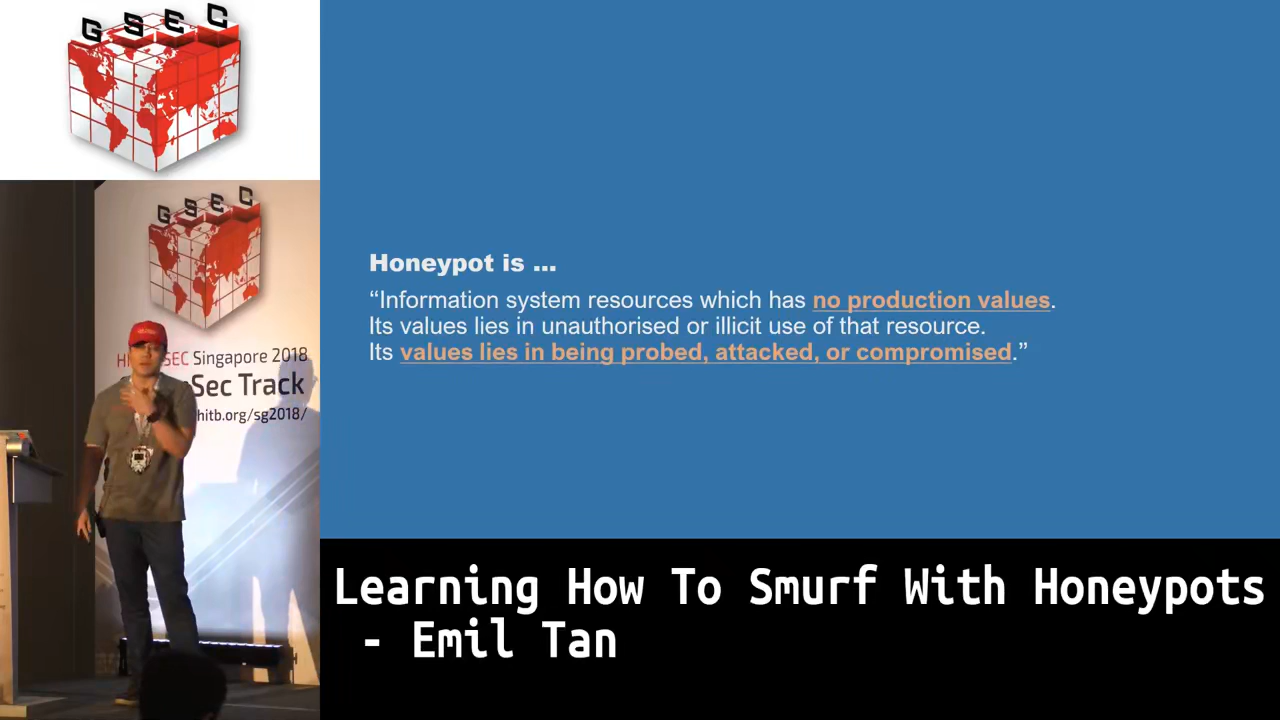 GSEC
GSEC
SEC Singapore 2018
Sec Track
hitb.org/sg2018/
Honeypot is ...
“Information system resources which has no production values.
Its values lies in unauthorised or illicit use of that resource.
Its values lies in being probed, attacked, or compromised.”
Learning How To Smurf With Honeypots
- Emil Tan